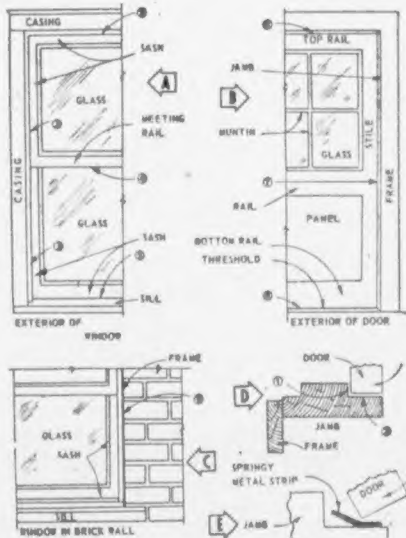 CASING
SASH
GLASS
MEETING
RAIL
CASING
GLASS
SASH
SILL
EXTERIOR OF
WINDOW
A
B
TOP RAIL
JAMB
MUNTIN
GLASS
STILE
FRAME
RAIL
PANEL
BOTTOM RAIL
THRESHOLD
EXTERIOR OF DOOR
FRAME
GLASS
SASH
SILL
WINDOW IN BRICK WALL
C
D
DOOR
JAMB
FRAME
SPRINGY
METAL STRIP
DOOR
E
JAMB